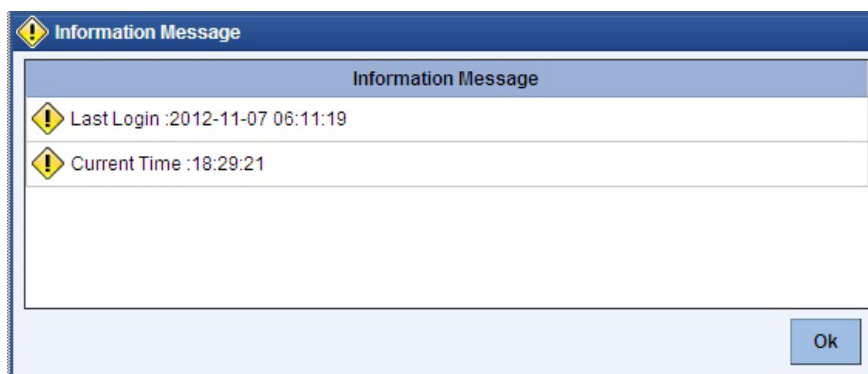 Information Message
Information Message
Last Login :2012-11-07 06:11:19
Current Time :18:29:21
Ok